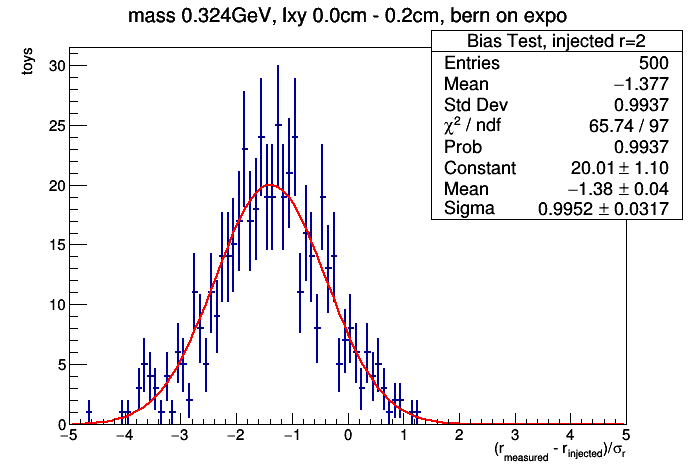 mass 0.324GeV, lxy 0.0cm - 0.2cm, bern on expo
toys
Bias Test, injected r=2
Entries 500
Mean −1.377
Std Dev 0.9937
χ² / ndf 65.74 / 97
Prob 0.9937
Constant 20.01 ± 1.10
Mean −1.38 ± 0.04
Sigma 0.9952 ± 0.0317
30
25
20
15
10
5
0
−5 −4 −3 −2 −1 0 1 2 3 4 5
(r_measured - r_injected)/σ_r